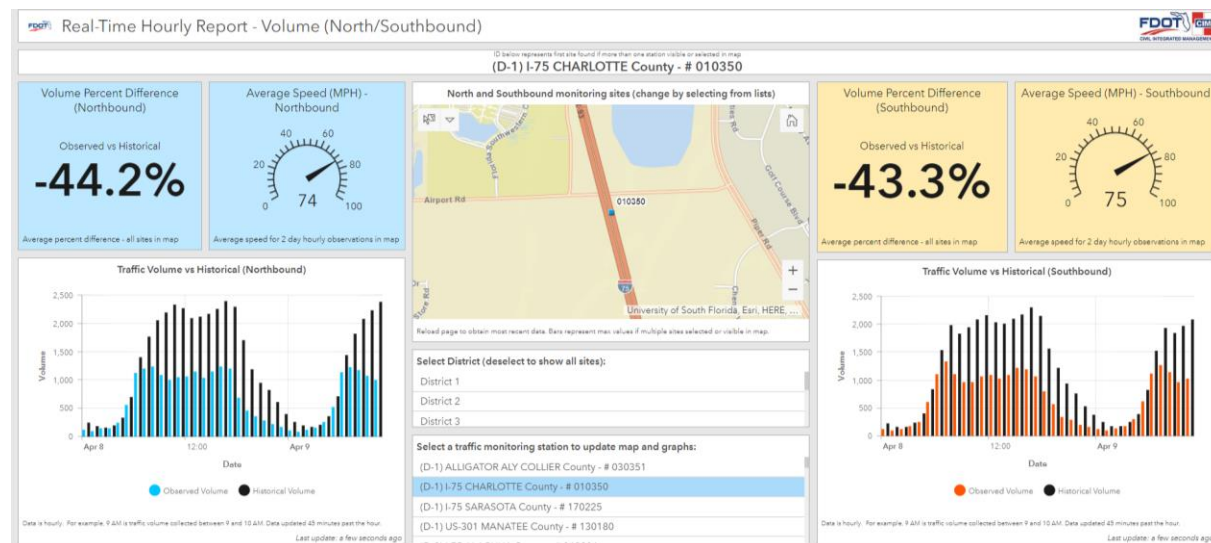 FDOT Real-Time Hourly Report - Volume (North/Southbound)
FDOT CIM
CIVIL INTEGRATED MANAGEMENT
ID below represents first site found if more than one station visible or selected in map
(D-1) I-75 CHARLOTTE County - # 010350
Volume Percent Difference
(Northbound)
Observed vs Historical
-44.2%
Average percent difference - all sites in map
Average Speed (MPH) -
Northbound
0
20
40
60
80
100
74
Average speed for 2 day hourly observations in map
North and Southbound monitoring sites (change by selecting from lists)
Airport Rd
010350
Golf Course Blvd
Piper Rd
Store Rd
75
+
−
University of South Florida, Esri, HERE, ...
Reload page to obtain most recent data. Bars represent max values if multiple sites selected or visible in map.
Volume Percent Difference
(Southbound)
Observed vs Historical
-43.3%
Average percent difference - all sites in map
Average Speed (MPH) - Southbound
0
20
40
60
80
100
75
Average speed for 2 day hourly observations in map
Traffic Volume vs Historical (Northbound)
2,500
2,000
1,500
1,000
500
0
Volume
Apr 8 12:00 Apr 9
Date
Observed Volume Historical Volume
Data is hourly. For example, 9 AM is traffic volume collected between 9 and 10 AM. Data updated 45 minutes past the hour.
Last update: a few seconds ago
Select District (deselect to show all sites):
District 1
District 2
District 3
Select a traffic monitoring station to update map and graphs:
(D-1) ALLIGATOR ALY COLLIER County - # 030351
(D-1) I-75 CHARLOTTE County - # 010350
(D-1) I-75 SARASOTA County - # 170225
(D-1) US-301 MANATEE County - # 130180
Traffic Volume vs Historical (Southbound)
2,500
2,000
1,500
1,000
500
0
Volume
Apr 8 12:00 Apr 9
Date
Observed Volume Historical Volume
Data is hourly. For example, 9 AM is traffic volume collected between 9 and 10 AM. Data updated 45 minutes past the hour.
Last update: a few seconds ago